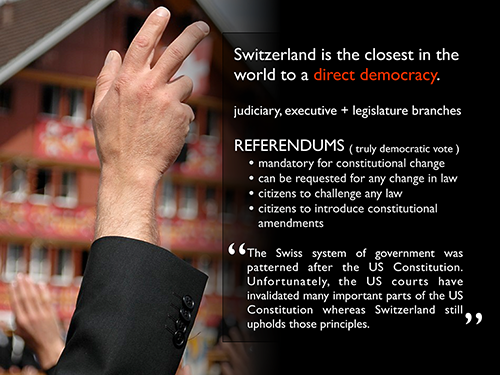 Switzerland is the closest in the
world to a direct democracy.
judiciary, executive + legislature branches
REFERENDUMS ( truly democratic vote )
• mandatory for constitutional change
• can be requested for any change in law
• citizens to challenge any law
• citizens to introduce constitutional
amendments
“The Swiss system of government was
patterned after the US Constitution.
Unfortunately, the US courts have
invalidated many important parts of the US
Constitution whereas Switzerland still
upholds those principles.”